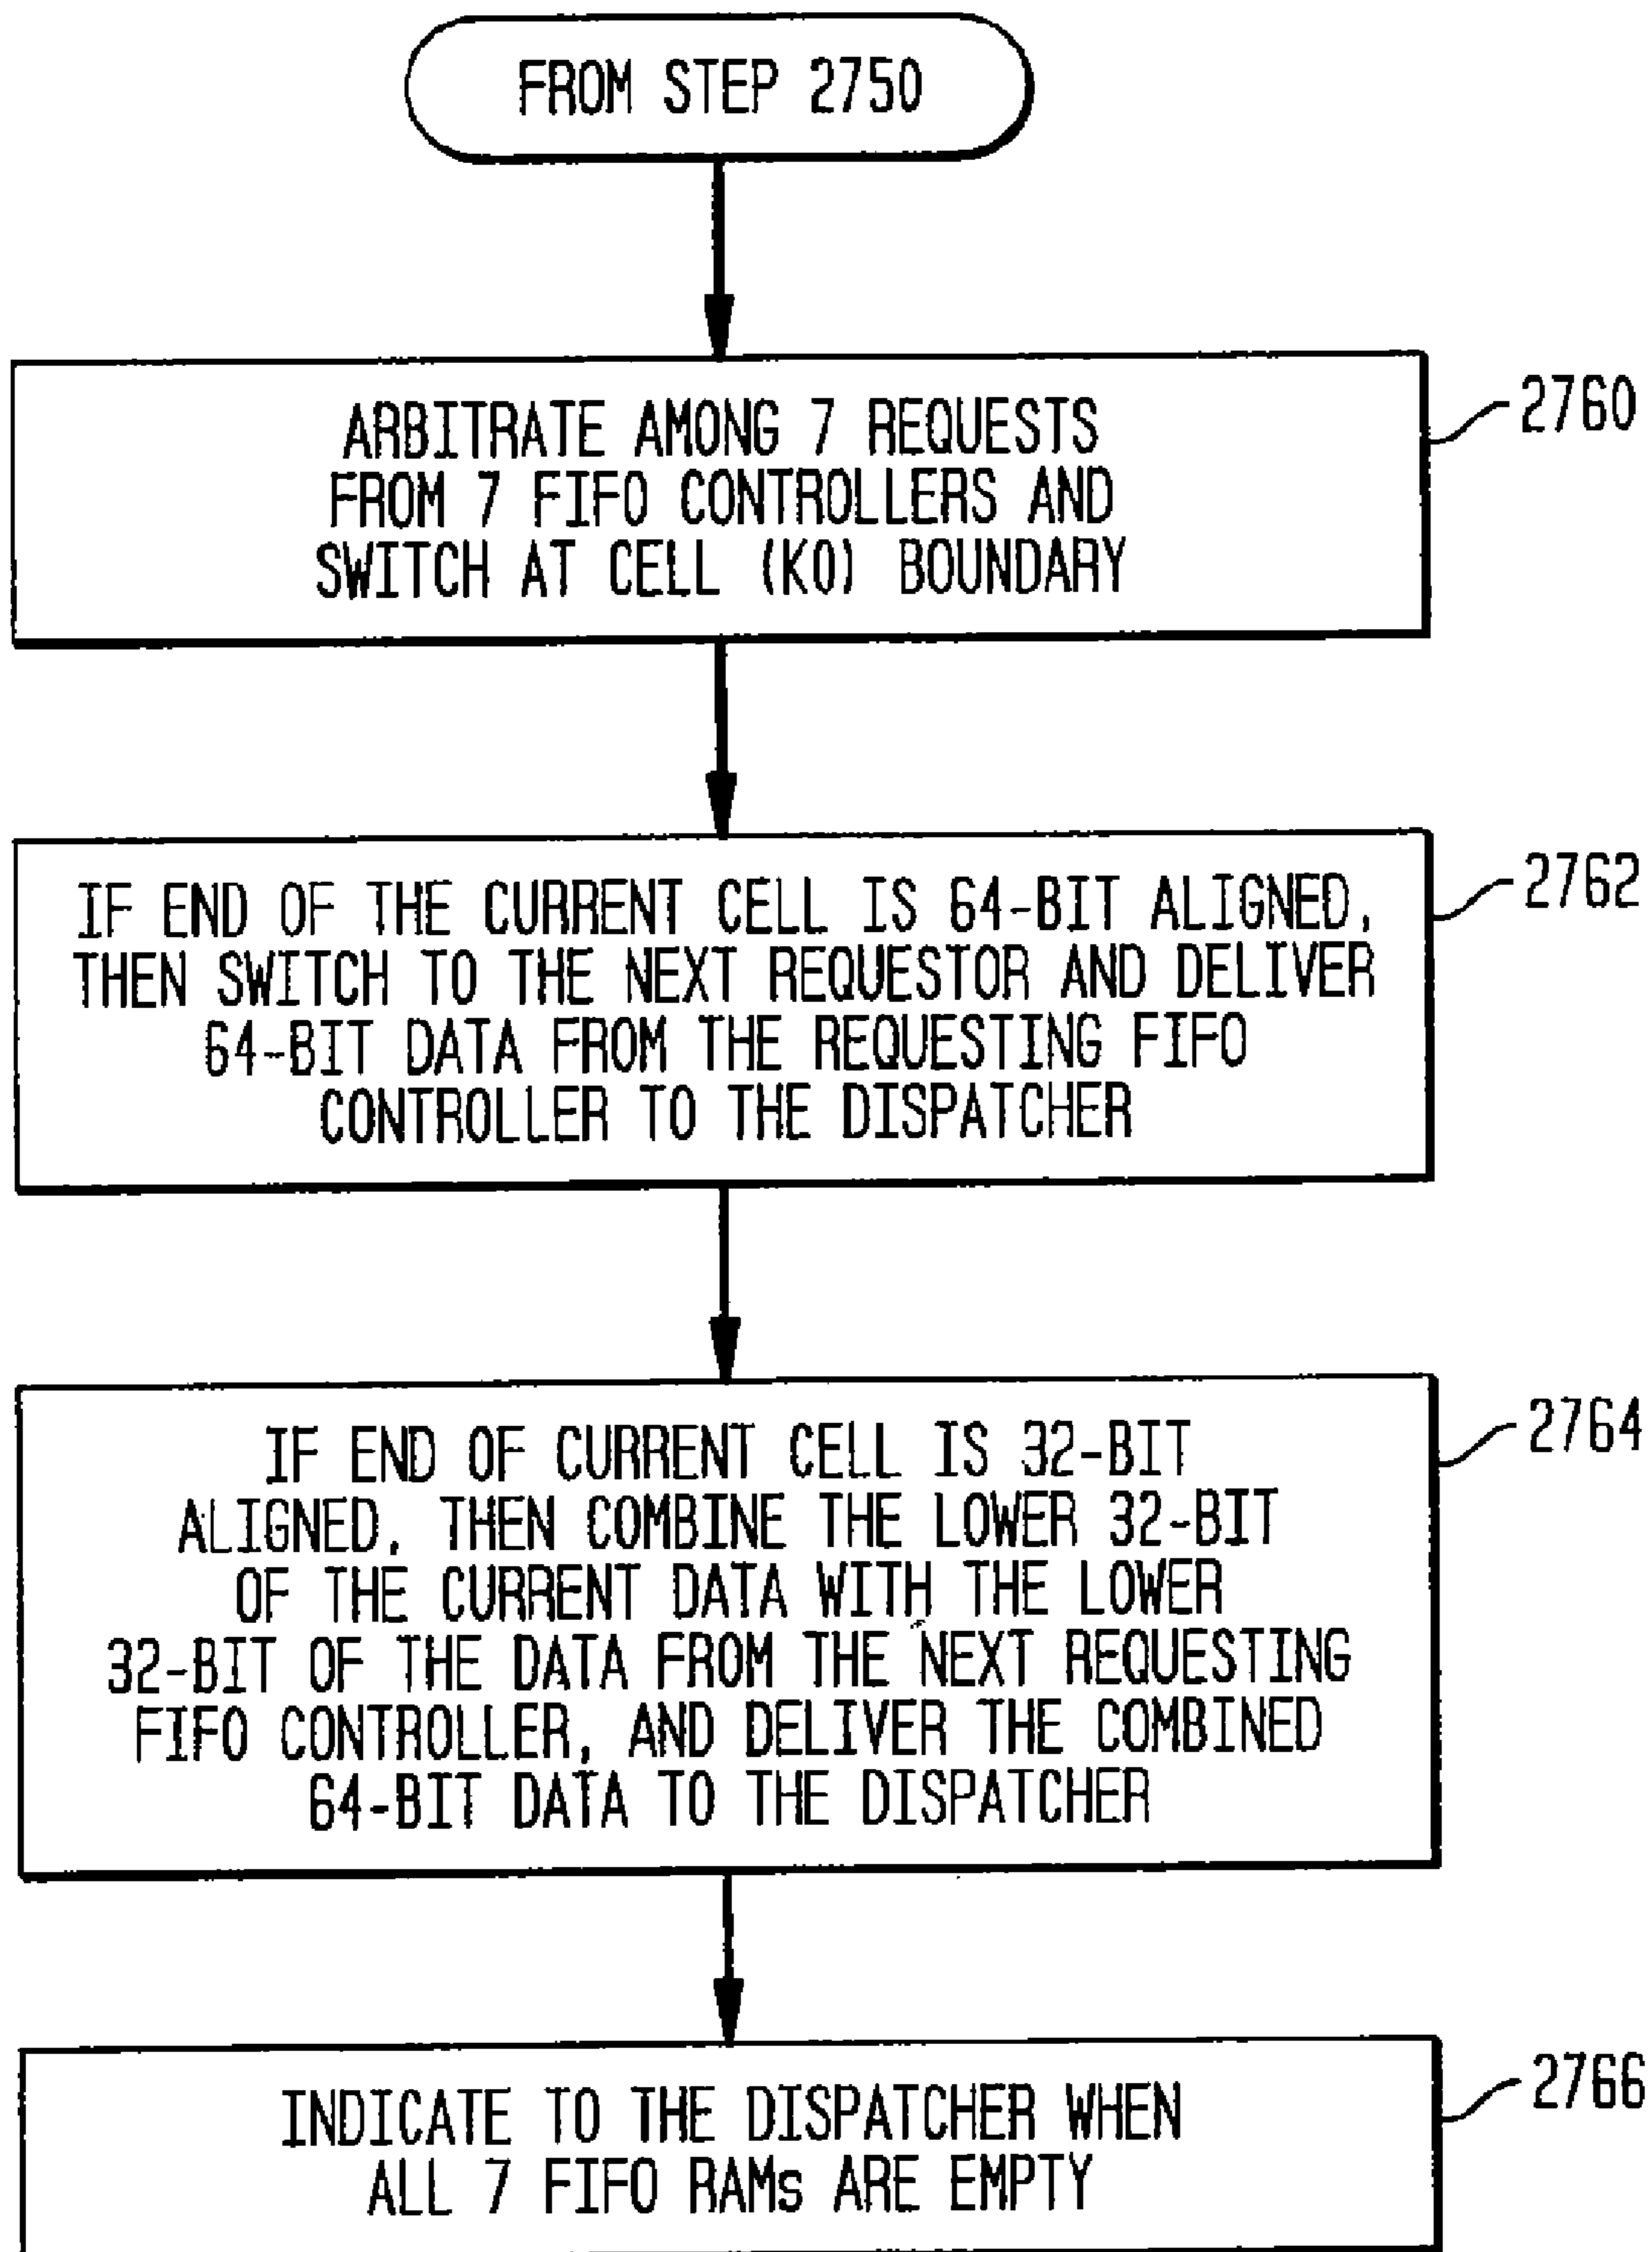 FROM STEP 2750
ARBITRATE AMONG 7 REQUESTS
FROM 7 FIFO CONTROLLERS AND
SWITCH AT CELL (K0) BOUNDARY
2760
IF END OF THE CURRENT CELL IS 64-BIT ALIGNED,
THEN SWITCH TO THE NEXT REQUESTOR AND DELIVER
64-BIT DATA FROM THE REQUESTING FIFO
CONTROLLER TO THE DISPATCHER
2762
IF END OF CURRENT CELL IS 32-BIT
ALIGNED, THEN COMBINE THE LOWER 32-BIT
OF THE CURRENT DATA WITH THE LOWER
32-BIT OF THE DATA FROM THE NEXT REQUESTING
FIFO CONTROLLER, AND DELIVER THE COMBINED
64-BIT DATA TO THE DISPATCHER
2764
INDICATE TO THE DISPATCHER WHEN
ALL 7 FIFO RAMs ARE EMPTY
2766